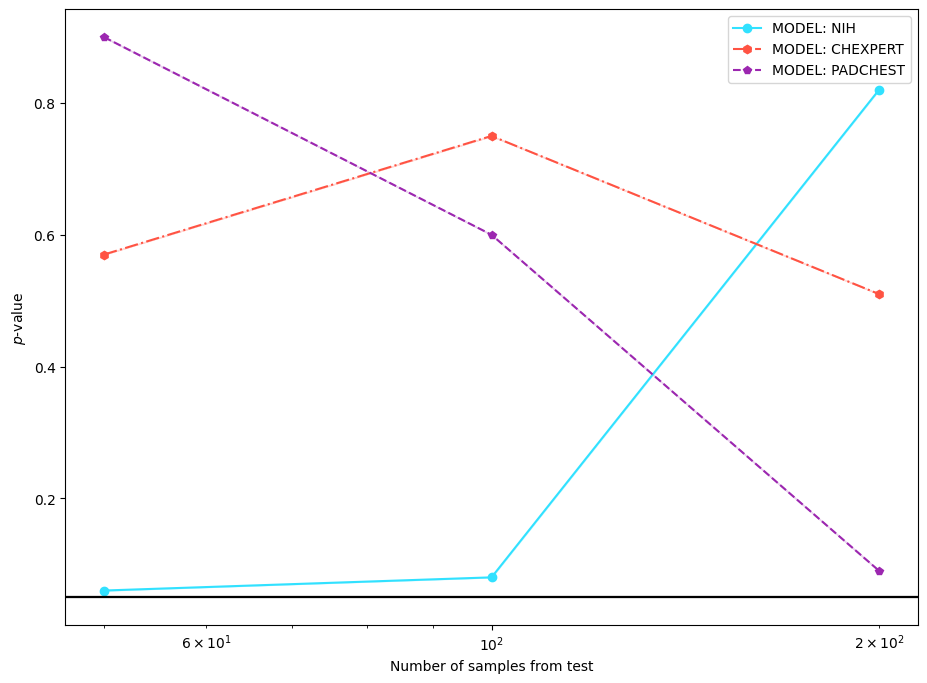 MODEL: NIH
MODEL: CHEXPERT
MODEL: PADCHEST
0.8
0.6
0.4
0.2
p-value
6 × 10¹
10²
2 × 10²
Number of samples from test